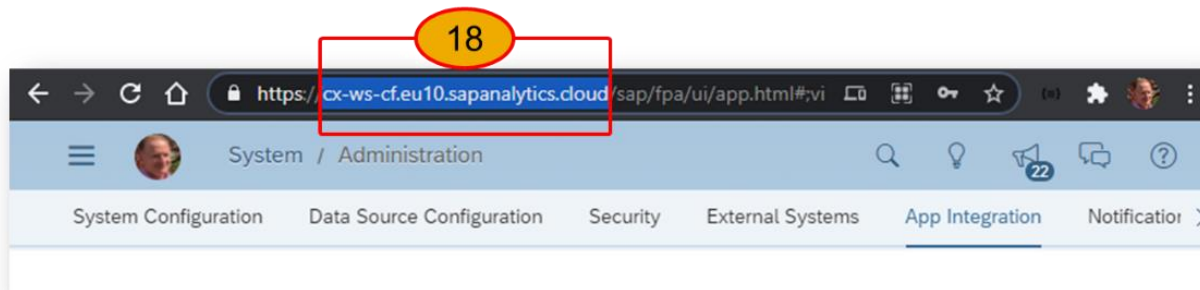 18
https://cx-ws-cf.eu10.sapanalytics.cloud/sap/fpa/ui/app.html#;vi
System / Administration
22
System Configuration Data Source Configuration Security External Systems App Integration Notification